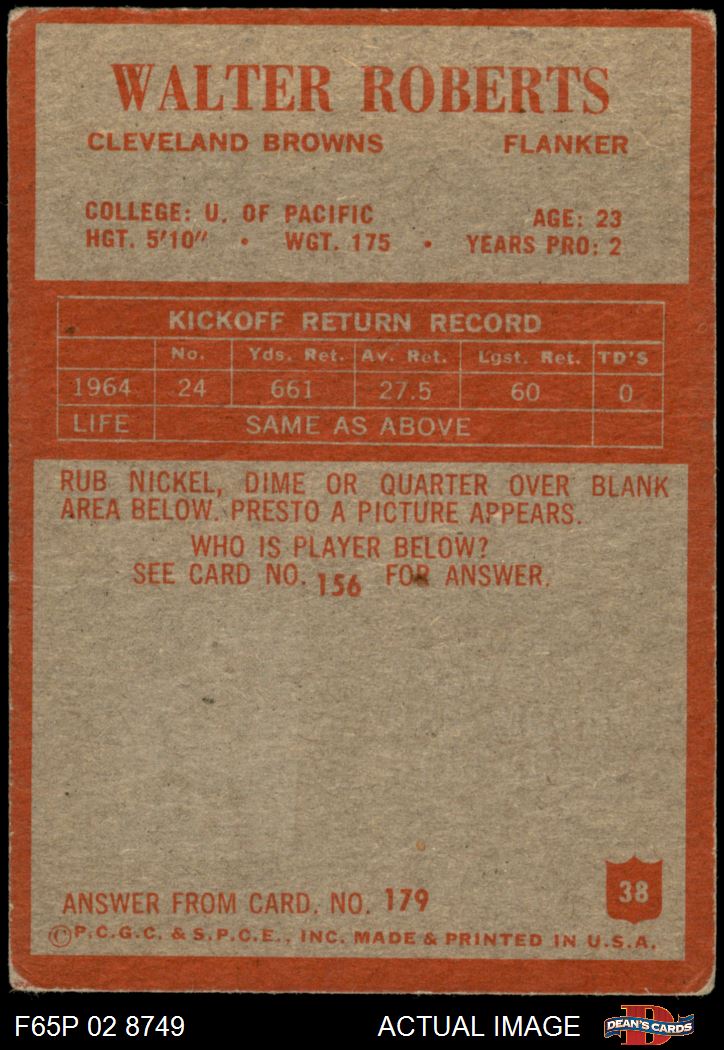 WALTER ROBERTS
CLEVELAND BROWNS FLANKER
COLLEGE: U. OF PACIFIC AGE: 23
HGT. 5'10" • WGT. 175 • YEARS PRO: 2
KICKOFF RETURN RECORD
No. Yds. Ret. Av. Ret. Lgst. Ret. TD'S
1964 24 661 27.5 60 0
LIFE SAME AS ABOVE
RUB NICKEL, DIME OR QUARTER OVER BLANK
AREA BELOW. PRESTO A PICTURE APPEARS.
WHO IS PLAYER BELOW?
SEE CARD NO. 156 FOR ANSWER.
38
ANSWER FROM CARD. NO. 179
©P.C.G.C. & S.P.C.E., INC. MADE & PRINTED IN U.S.A.
F65P 02 8749 ACTUAL IMAGE D DEAN'S CARDS